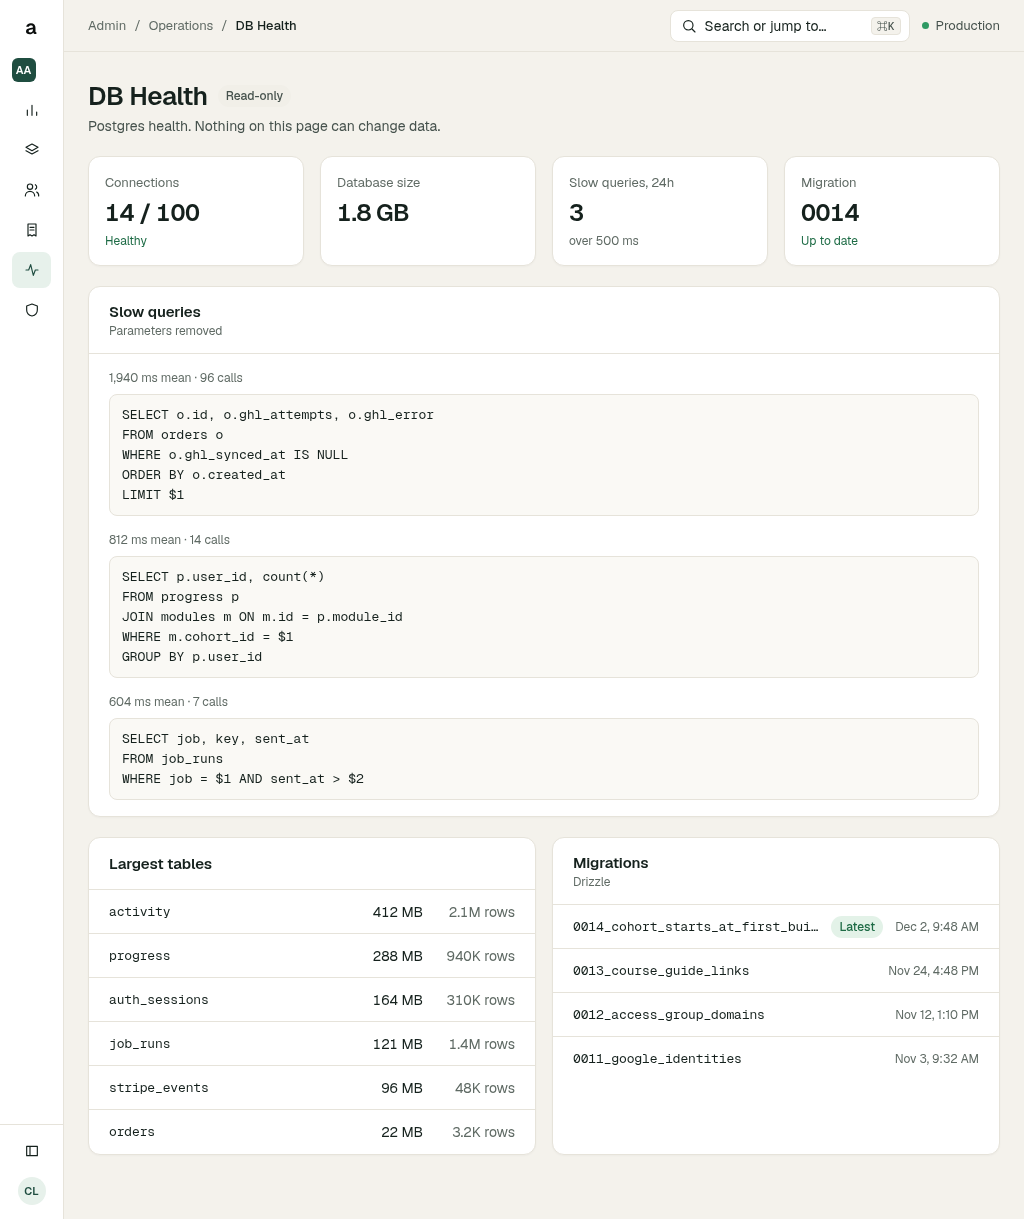 a
Admin / Operations / DB Health
Search or jump to…
⌘K
Production
AA
DB Health
Read-only
Postgres health. Nothing on this page can change data.
Connections
14 / 100
Healthy
Database size
1.8 GB
Slow queries, 24h
3
over 500 ms
Migration
0014
Up to date
Slow queries
Parameters removed
1,940 ms mean · 96 calls
SELECT o.id, o.ghl_attempts, o.ghl_error
FROM orders o
WHERE o.ghl_synced_at IS NULL
ORDER BY o.created_at
LIMIT $1
812 ms mean · 14 calls
SELECT p.user_id, count(*)
FROM progress p
JOIN modules m ON m.id = p.module_id
WHERE m.cohort_id = $1
GROUP BY p.user_id
604 ms mean · 7 calls
SELECT job, key, sent_at
FROM job_runs
WHERE job = $1 AND sent_at > $2
Largest tables
activity 412 MB 2.1M rows
progress 288 MB 940K rows
auth_sessions 164 MB 310K rows
job_runs 121 MB 1.4M rows
stripe_events 96 MB 48K rows
orders 22 MB 3.2K rows
Migrations
Drizzle
0014_cohort_starts_at_first_bui… Latest Dec 2, 9:48 AM
0013_course_guide_links Nov 24, 4:48 PM
0012_access_group_domains Nov 12, 1:10 PM
0011_google_identities Nov 3, 9:32 AM
CL